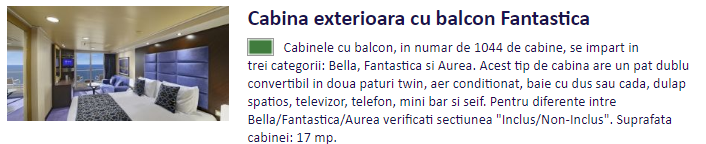 Cabina exterioara cu balcon Fantastica
Cabinele cu balcon, in numar de 1044 de cabine, se impart in
trei categorii: Bella, Fantastica si Aurea. Acest tip de cabina are un pat dublu
convertibil in doua paturi twin, aer conditionat, baie cu dus sau cada, dulap
spatios, televizor, telefon, mini bar si seif. Pentru diferente intre
Bella/Fantastica/Aurea verificati sectiunea "Inclus/Non-Inclus". Suprafata
cabinei: 17 mp.